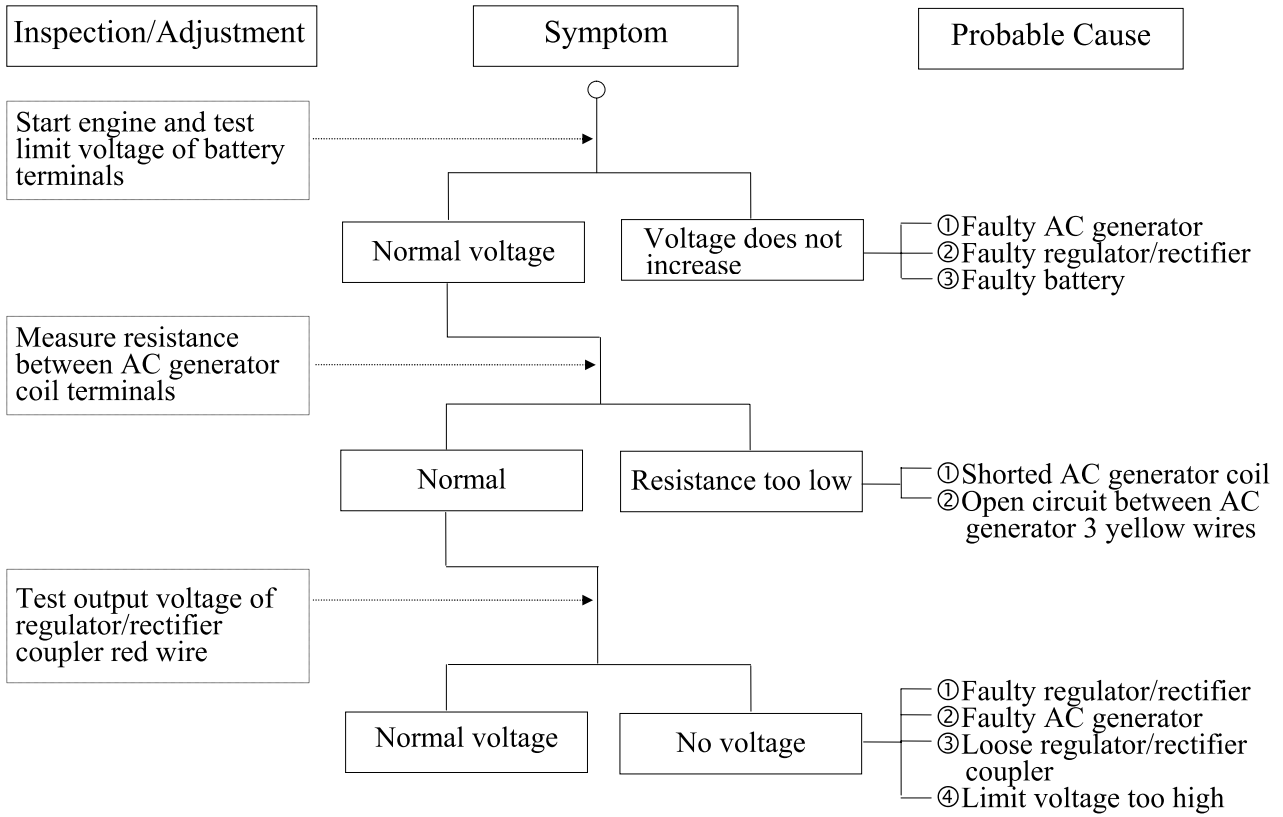 Inspection/Adjustment
Symptom
Probable Cause
Start engine and test
limit voltage of battery
terminals
Normal voltage
Voltage does not
increase
①Faulty AC generator
②Faulty regulator/rectifier
③Faulty battery
Measure resistance
between AC generator
coil terminals
Normal
Resistance too low
①Shorted AC generator coil
②Open circuit between AC
generator 3 yellow wires
Test output voltage of
regulator/rectifier
coupler red wire
Normal voltage
No voltage
①Faulty regulator/rectifier
②Faulty AC generator
③Loose regulator/rectifier
coupler
④Limit voltage too high